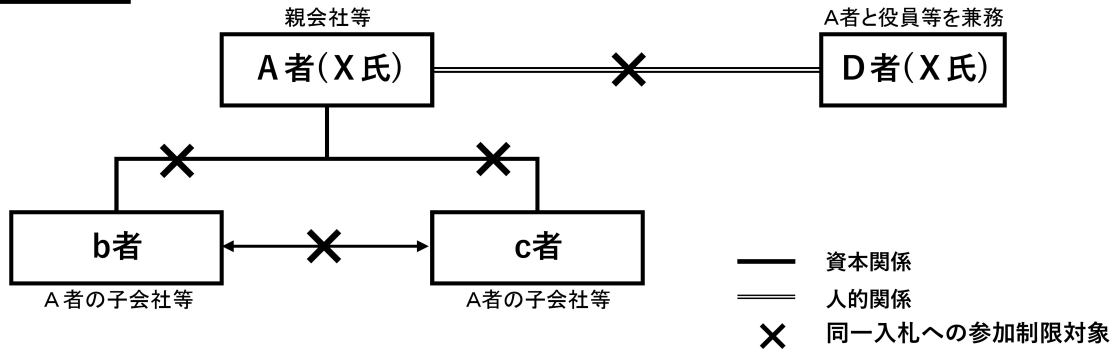 親会社等
A者と役員等を兼務
A者(X氏)
D者(X氏)
b者
c者
A者の子会社等
A者の子会社等
資本関係
人的関係
同一入札への参加制限対象